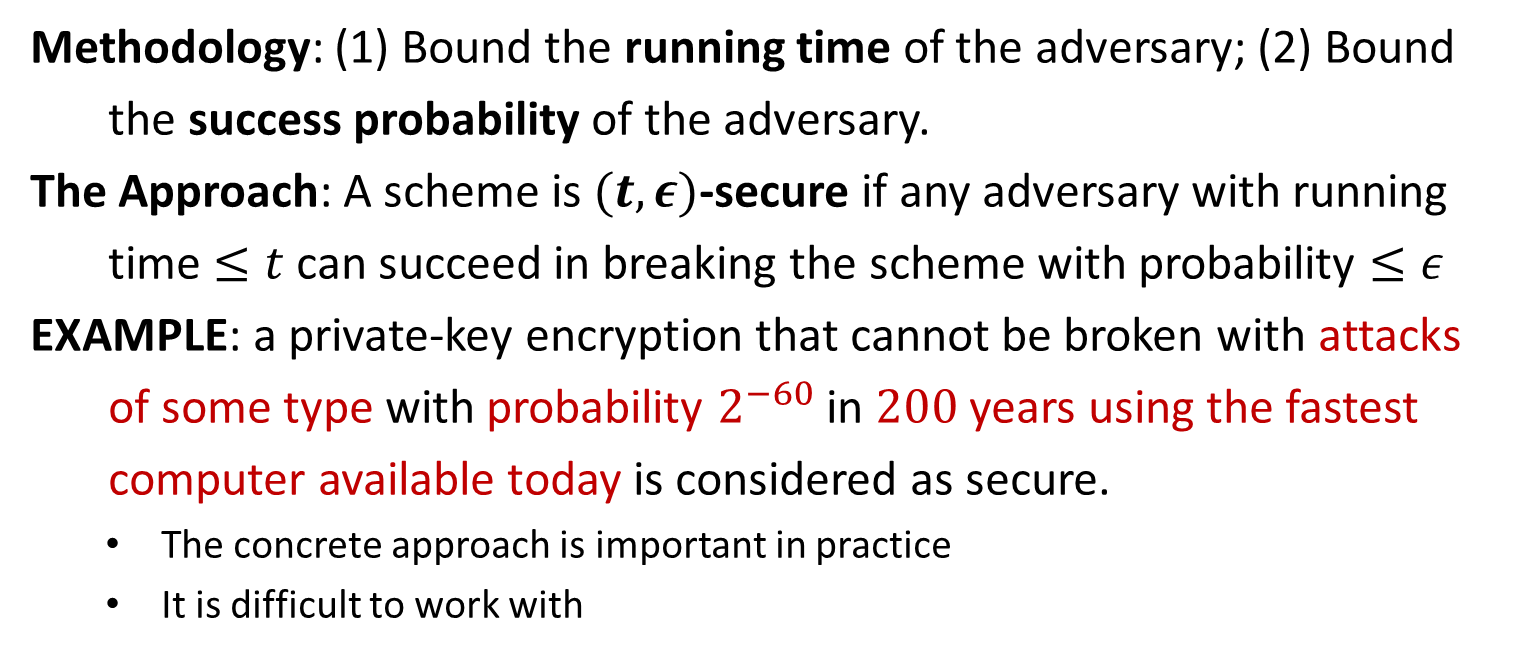 Methodology: (1) Bound the running time of the adversary; (2) Bound
the success probability of the adversary.
The Approach: A scheme is (𝒕, 𝝐)-secure if any adversary with running
time ≤ 𝑡 can succeed in breaking the scheme with probability ≤ 𝜖
EXAMPLE: a private-key encryption that cannot be broken with attacks
of some type with probability 2⁻⁶⁰ in 200 years using the fastest
computer available today is considered as secure.
• The concrete approach is important in practice
• It is difficult to work with